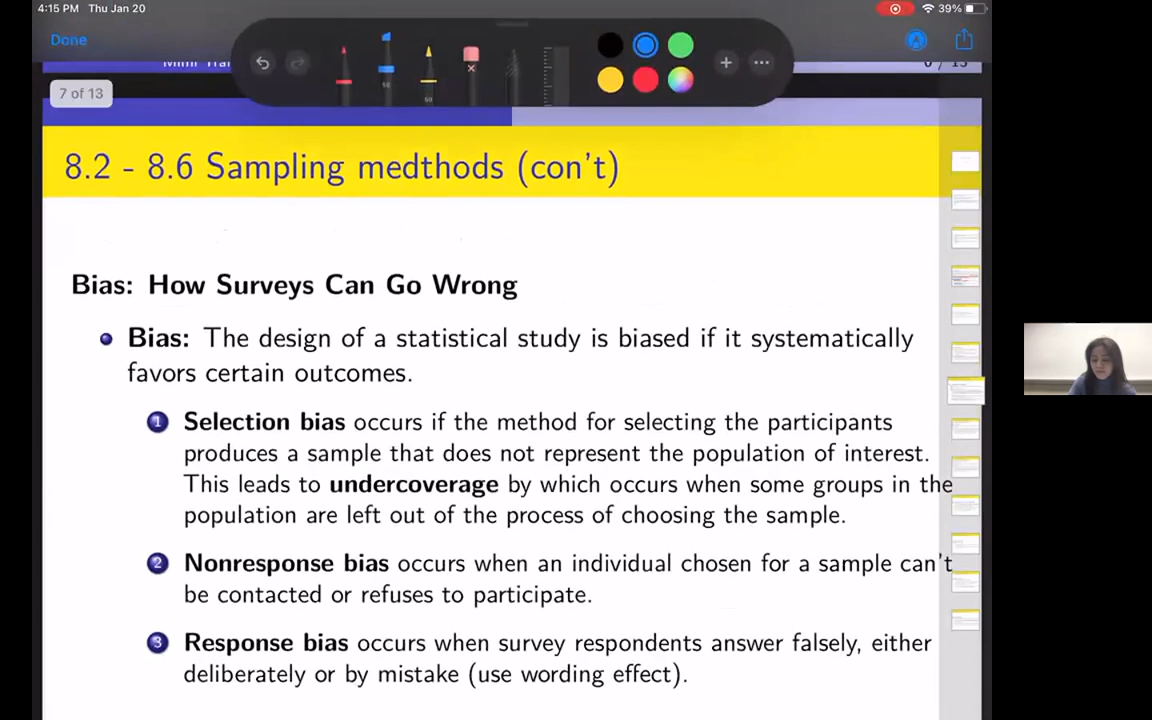 4:15 PM Thu Jan 20
39%
Done
7 of 13
8.2 - 8.6 Sampling medthods (con't)
Bias: How Surveys Can Go Wrong
Bias: The design of a statistical study is biased if it systematically
favors certain outcomes.
1 Selection bias occurs if the method for selecting the participants
produces a sample that does not represent the population of interest.
This leads to undercoverage by which occurs when some groups in the
population are left out of the process of choosing the sample.
2 Nonresponse bias occurs when an individual chosen for a sample can't
be contacted or refuses to participate.
3 Response bias occurs when survey respondents answer falsely, either
deliberately or by mistake (use wording effect).